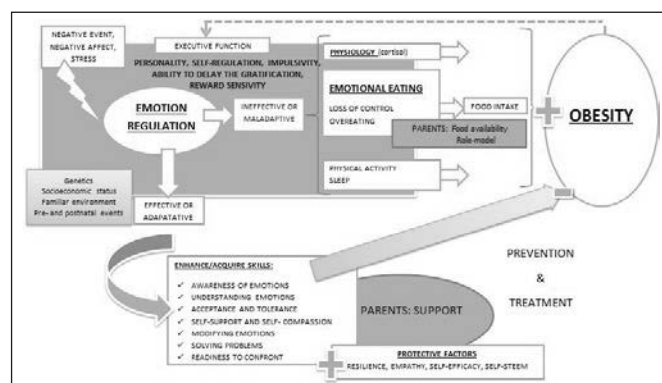 NEGATIVE EVENT,
NEGATIVE AFFECT,
STRESS
EXECUTIVE FUNCTION
PERSONALITY, SELF-REGULATION, IMPULSIVITY,
ABILITY TO DELAY THE GRATIFICATION,
REWARD SENSIVITY
EMOTION
REGULATION
INEFFECTIVE OR
MALADAPTIVE
PHYSIOLOGY (cortisol)
EMOTIONAL EATING
LOSS OF CONTROL
OVEREATING
FOOD INTAKE
PARENTS: Food availability
Role-model
PHYSICAL ACTIVITY
SLEEP
OBESITY
Genetics
Socioeconomic status
Familiar environment
Pre- and postnatal events
EFFECTIVE OR
ADAPATATIVE
ENHANCE/ACQUIRE SKILLS:
✓ AWARENESS OF EMOTIONS
✓ UNDERSTANDING EMOTIONS
✓ ACCEPTANCE AND TOLERANCE
✓ SELF-SUPPORT AND SELF- COMPASSION
✓ MODIFYING EMOTIONS
✓ SOLVING PROBLEMS
✓ READINESS TO CONFRONT
PARENTS: SUPPORT
PREVENTION
&
TREATMENT
PROTECTIVE FACTORS
RESILIENCE, EMPATHY, SELF-EFFICACY, SELF-STEEM